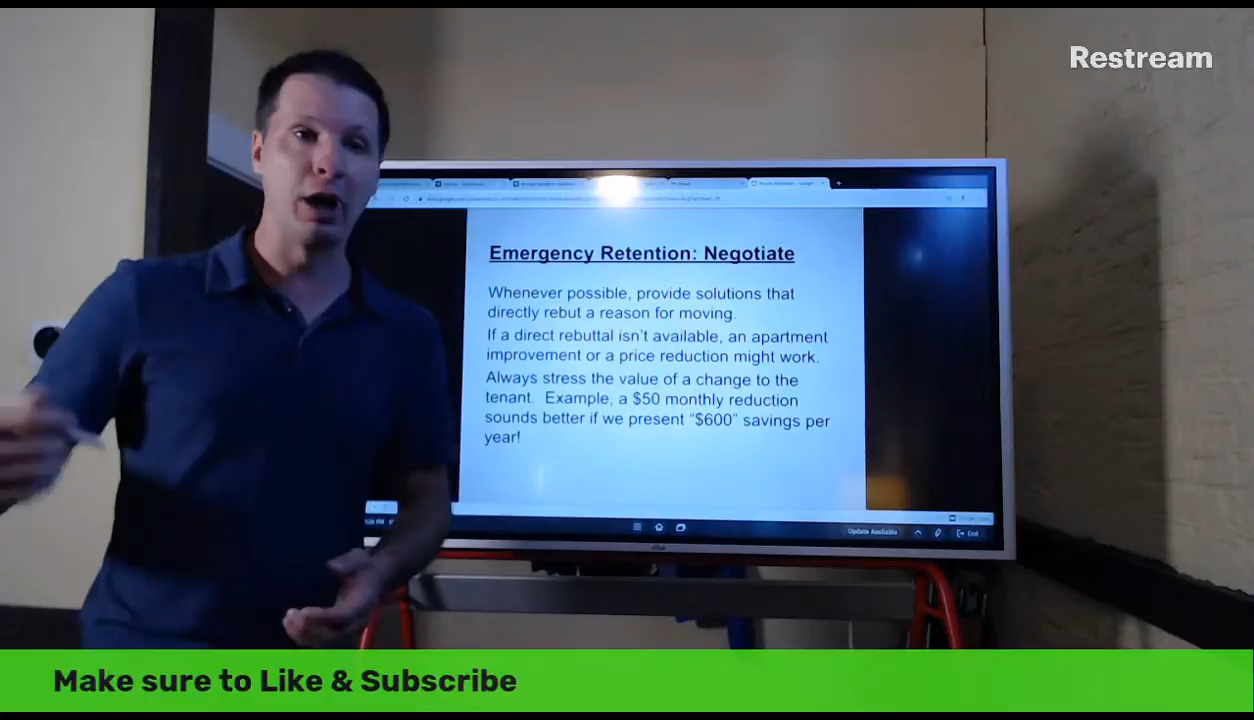 Restream
Emergency Retention: Negotiate
Whenever possible, provide solutions that
directly rebut a reason for moving.
If a direct rebuttal isn't available, an apartment
improvement or a price reduction might work.
Always stress the value of a change to the
tenant. Example, a $50 monthly reduction
sounds better if we present "$600" savings per
year!
Update Available
End
Make sure to Like & Subscribe